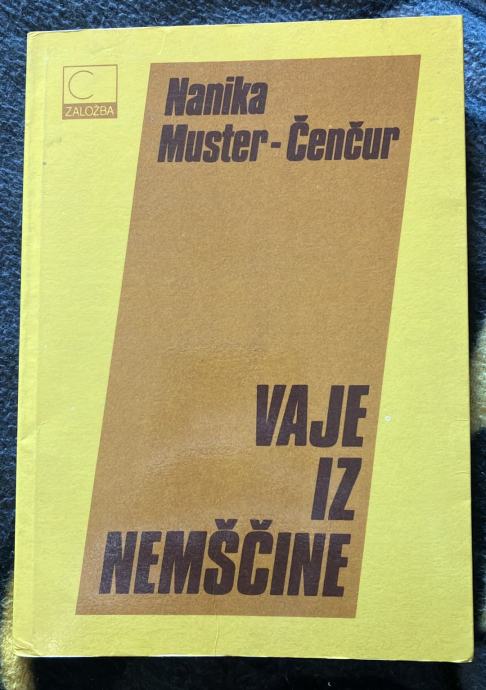 C
ZALOŽBA
Nanika
Muster-Čenčur
VAJE
IZ
NEMŠČINE